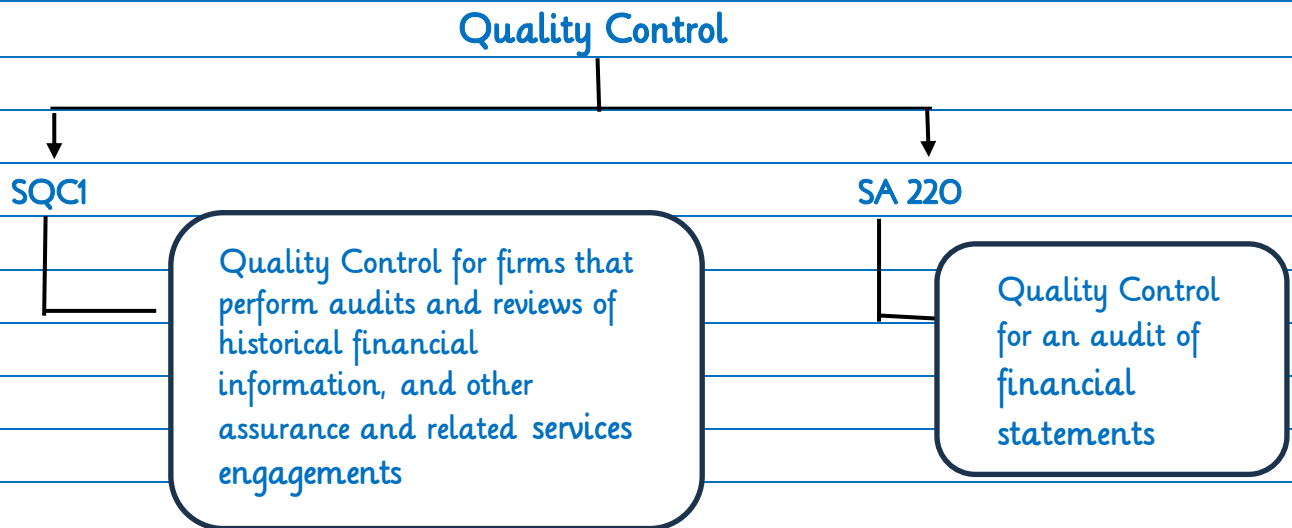 Quality Control
SQC1
SA 220
Quality Control for firms that
perform audits and reviews of
historical financial
information, and other
assurance and related services
engagements
Quality Control
for an audit of
financial
statements